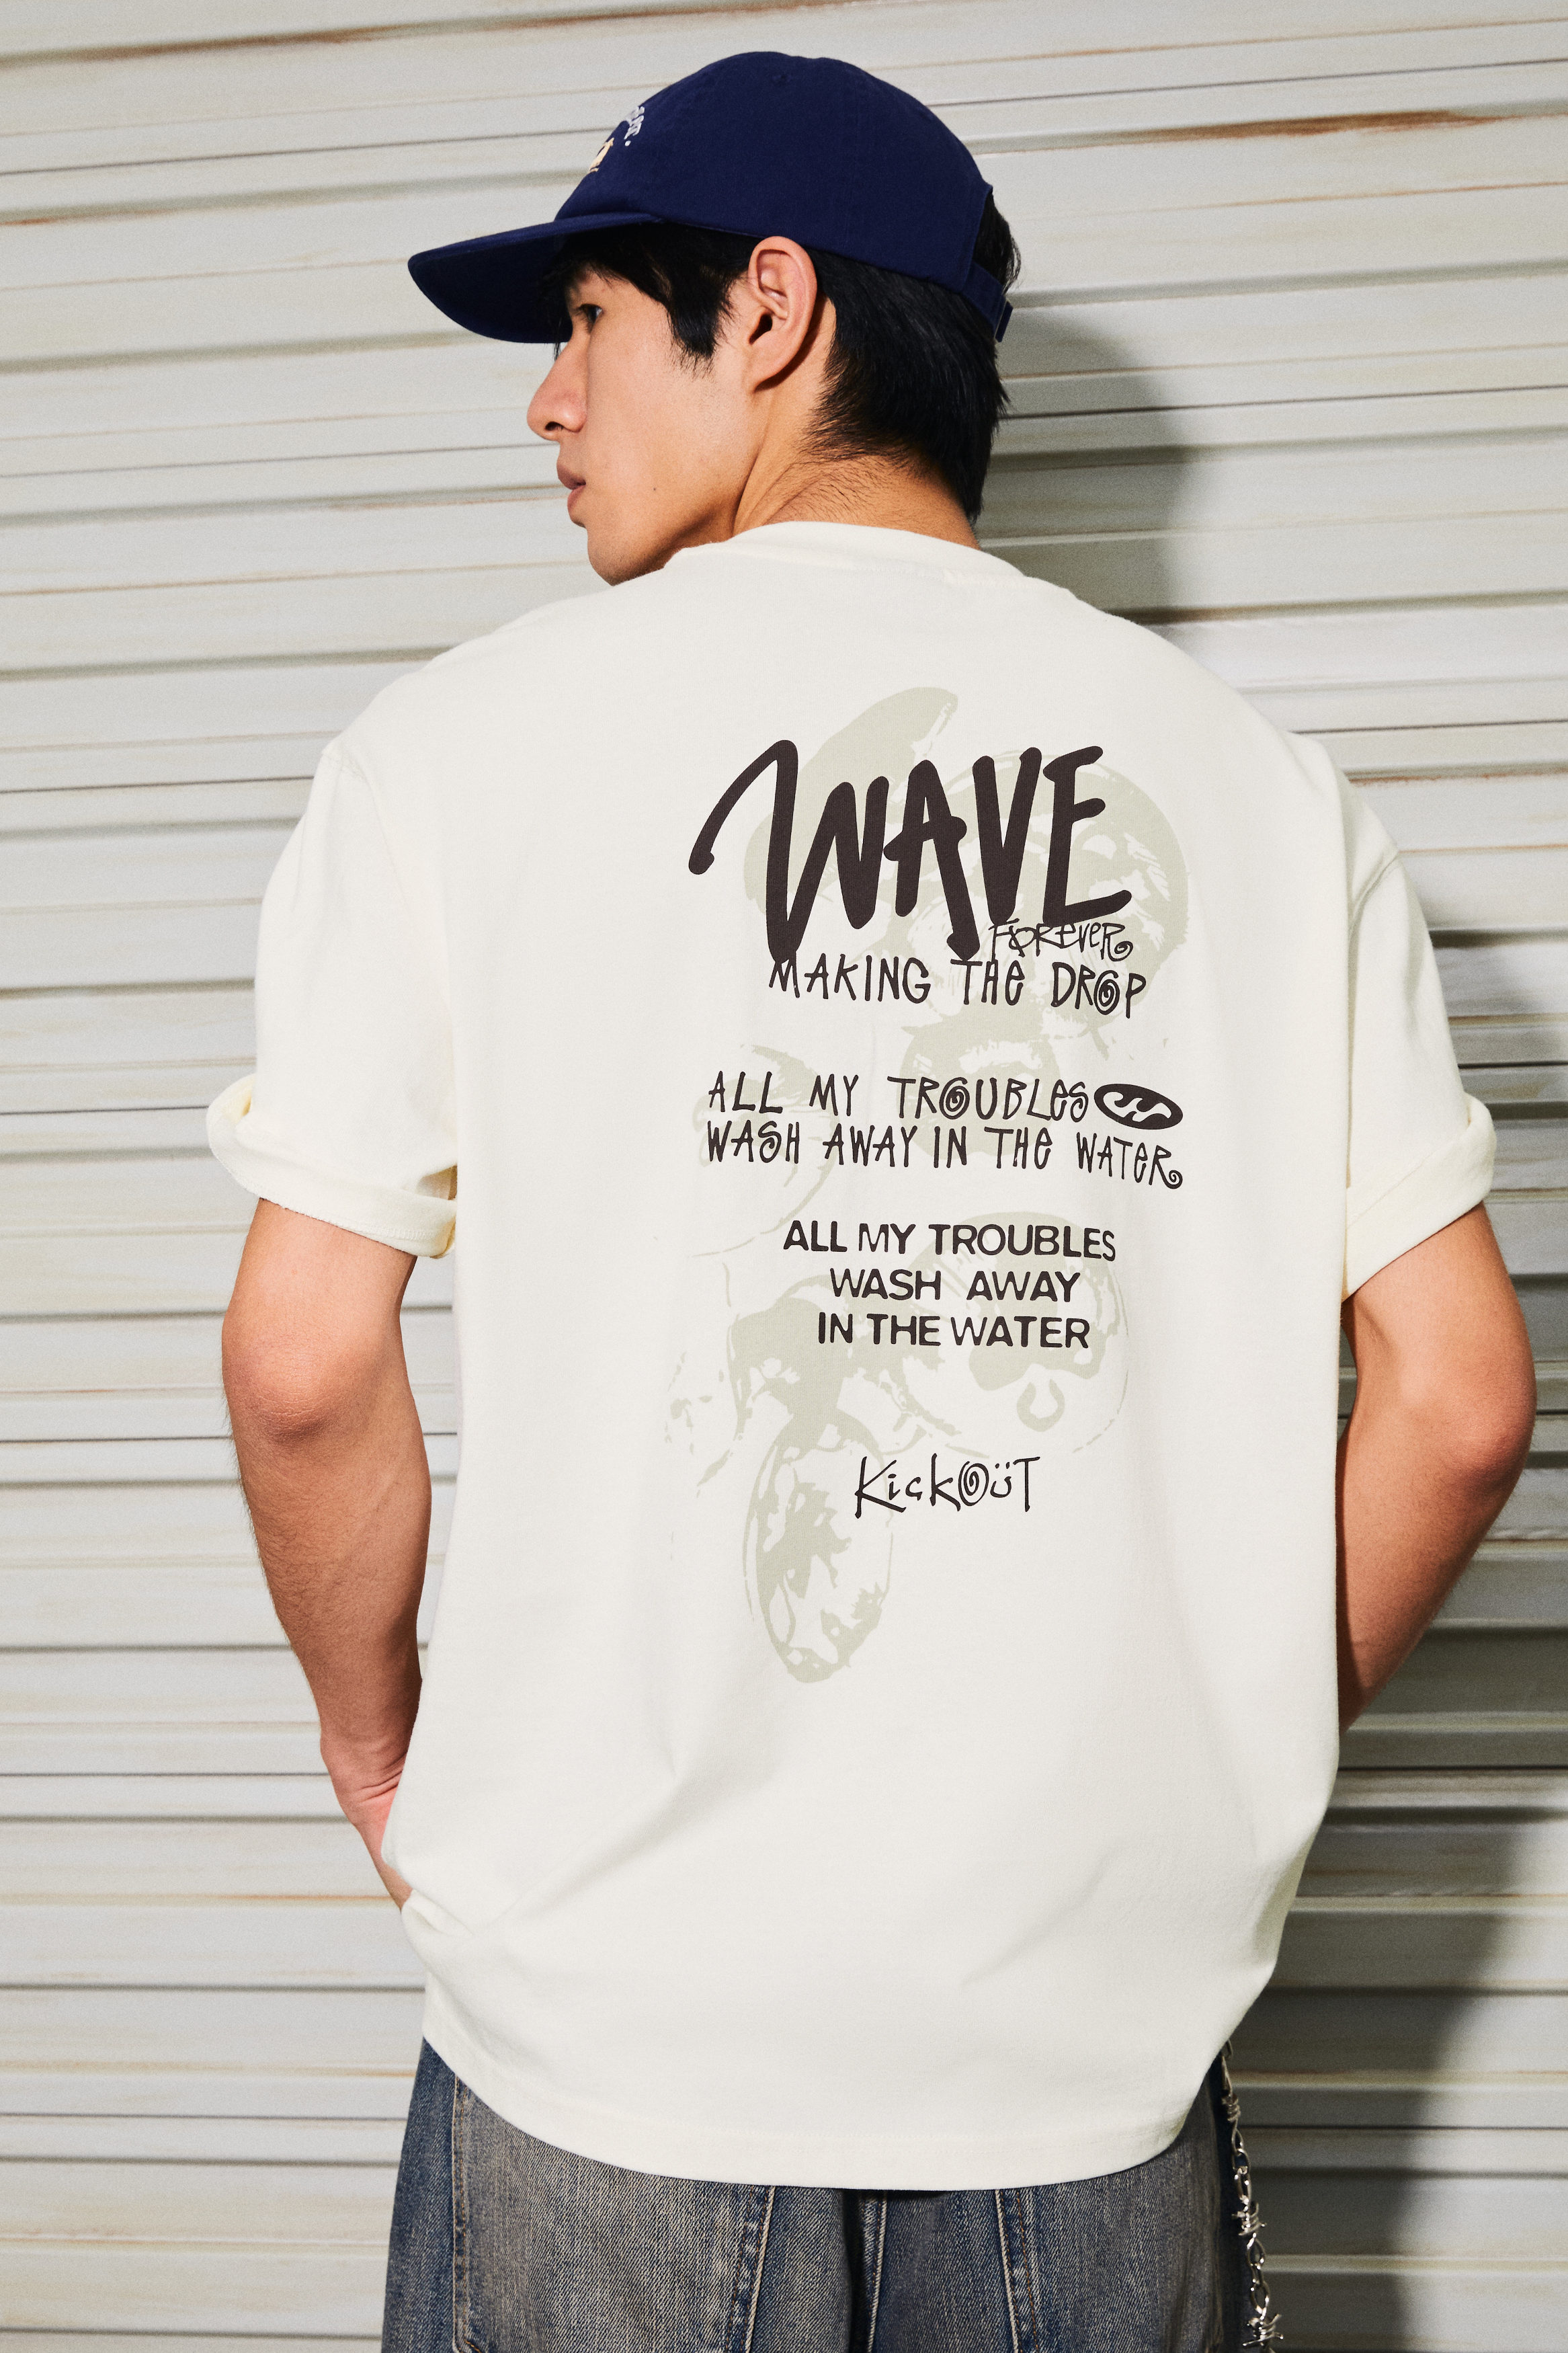 WAVE
FOREVER
MAKING THE DROP
ALL MY TROUBLES
WASH AWAY IN THE WATER
ALL MY TROUBLES
WASH AWAY
IN THE WATER
KickOüT